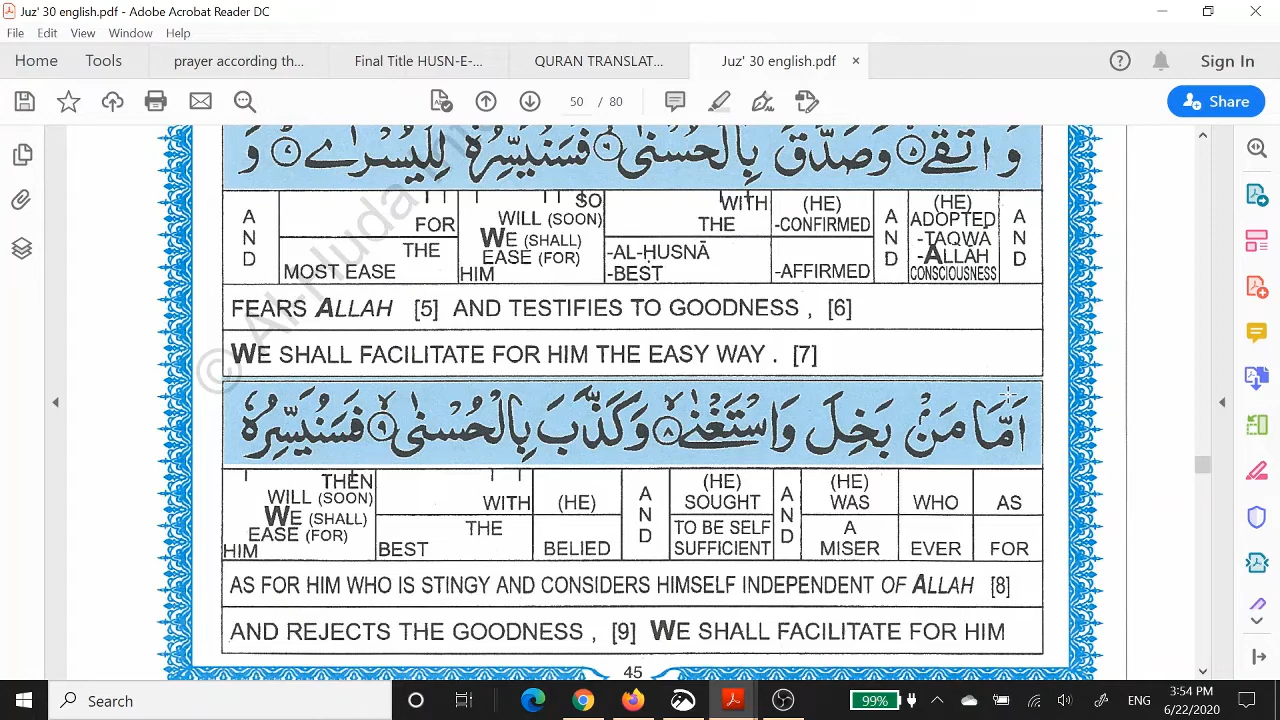 Juz' 30 english.pdf - Adobe Acrobat Reader DC
File Edit View Window Help
Home Tools prayer according th... Final Title HUSN-E-... QURAN TRANSLAT... Juz' 30 english.pdf × Sign In
50 / 80 Share
وَ اتَّقٰى ۵ وَصَدَّقَ بِالْحُسْنٰى ۶ فَسَنُيَسِّرُهٗ لِلْيُسْرٰى ۷ وَ
AND FOR THE MOST EASE SO WILL (SOON) WE (SHALL) EASE (FOR) HIM WITH THE -AL-ḤUSNĀ -BEST (HE) -CONFIRMED -AFFIRMED AND (HE) ADOPTED -TAQWĀ -ALLAH CONSCIOUSNESS AND
FEARS ALLAH [5] AND TESTIFIES TO GOODNESS , [6]
WE SHALL FACILITATE FOR HIM THE EASY WAY . [7]
اَمَّا مَنْۢ بَخِلَ وَاسْتَغْنٰى ۸ وَكَذَّبَ بِالْحُسْنٰى ۹ فَسَنُيَسِّرُهٗ
THEN WILL (SOON) WE (SHALL) EASE (FOR) HIM WITH THE BEST (HE) BELIED AND (HE) SOUGHT TO BE SELF SUFFICIENT AND (HE) WAS A MISER WHO EVER AS FOR
AS FOR HIM WHO IS STINGY AND CONSIDERS HIMSELF INDEPENDENT OF ALLAH [8]
AND REJECTS THE GOODNESS , [9] WE SHALL FACILITATE FOR HIM
45
Search 99% ENG 3:54 PM
6/22/2020